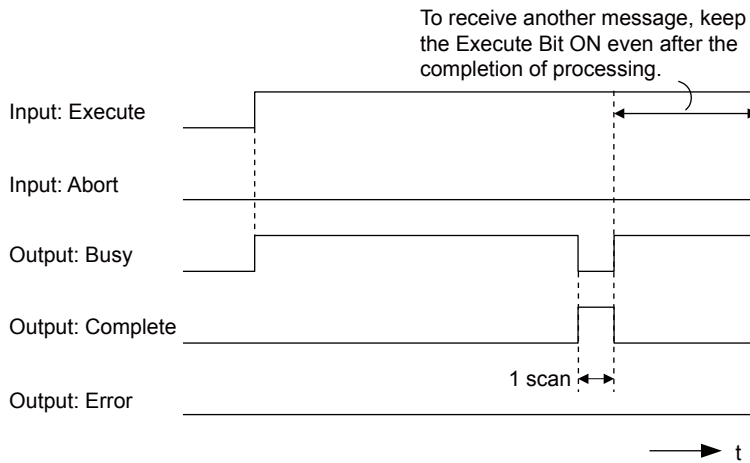 To receive another message, keep
the Execute Bit ON even after the
completion of processing.
Input: Execute
Input: Abort
Output: Busy
Output: Complete
1 scan
Output: Error
t